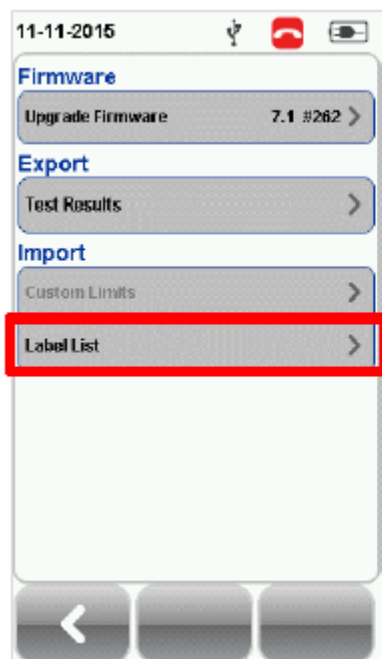 11-11-2015
Firmware
Upgrade Firmware 7.1 #262
Export
Test Results
Import
Custom Limits
Label List